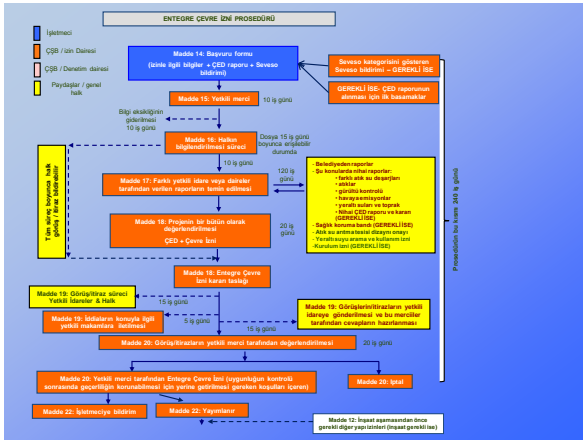 ENTEGRE ÇEVRE İZNİ PROSEDÜRÜ
İşletmeci
ÇŞB / izin Dairesi
ÇŞB / Denetim dairesi
Paydaşlar / genel
halk
Madde 14: Başvuru formu
(izinle ilgili bilgiler + ÇED raporu + Seveso
bildirimi)
Seveso kategorisini gösteren
Seveso bildirimi – GEREKLİ İSE
GEREKLİ İSE- ÇED raporunun
alınması için ilk basamaklar
Madde 15: Yetkili merci
10 iş günü
Bilgi eksikliğinin
giderilmesi
10 iş günü
Madde 16: Halkın
bilgilendirilmesi süreci
Dosya 15 iş günü
boyunca erişilebilir
durumda
10 iş günü
Madde 17: Farklı yetkili idare veya daireler
tarafından verilen raporların temin edilmesi
120 iş
günü
- Belediyeden raporlar
- Şu konularda nihai raporlar:
• farklı atık su deşarjları
• atıklar
• gürültü kontrolü
• havaya emisyonlar
• yeraltı suları ve toprak
• Nihai ÇED raporu ve kararı
(GEREKLİ İSE)
- Sağlık koruma bandı (GEREKLİ İSE)
- Atık su arıtma tesisi dizaynı onayı
- Yeraltı suyu arama ve kullanım izni
-Kurulum izni (GEREKLİ İSE)
Tüm süreç boyunca halk
görüş / itiraz bildirebilir
Madde 18: Projenin bir bütün olarak
değerlendirilmesi
ÇED + Çevre İzni
20 iş
günü
Madde 18: Entegre Çevre
İzni kararı taslağı
Prosedürün bu kısmı 240 iş günü
Madde 19: Görüş/itiraz süreci
Yetkili İdareler & Halk
15 iş günü
Madde 19: İddiaların konuyla ilgili
yetkili makamlara iletilmesi
5 iş günü
15 iş günü
Madde 19: Görüşlerin/itirazların yetkili
idareye gönderilmesi ve bu merciler
tarafından cevapların hazırlanması
Madde 20: Görüş/itirazların yetkili merci tarafından değerlendirilmesi
20 iş günü
Madde 20: Yetkili merci tarafından Entegre Çevre İzni (uygunluğun kontrolü
sonrasında geçerliliğin korunabilmesi için yerine getirilmesi
gereken koşulları içeren)
Madde 20: İptal
Madde 22: İşletmeciye bildirim
Madde 22: Yayımlanır
Madde 12: İnşaat aşamasından önce
gerekli diğer yapı izinleri (inşaat gerekli ise)